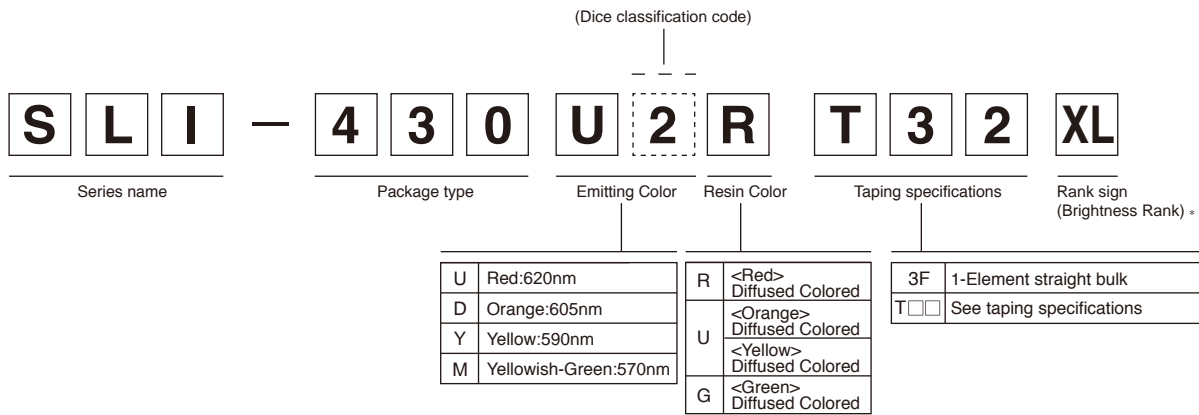 (Dice classification code)
S L I – 4 3 0 U 2 R T 3 2 XL
Series name Package type Emitting Color Resin Color Taping specifications Rank sign
(Brightness Rank) *
U Red:620nm
D Orange:605nm
Y Yellow:590nm
M Yellowish-Green:570nm
R <Red>
Diffused Colored
U <Orange>
Diffused Colored
<Yellow>
Diffused Colored
G <Green>
Diffused Colored
3F 1-Element straight bulk
T□□ See taping specifications